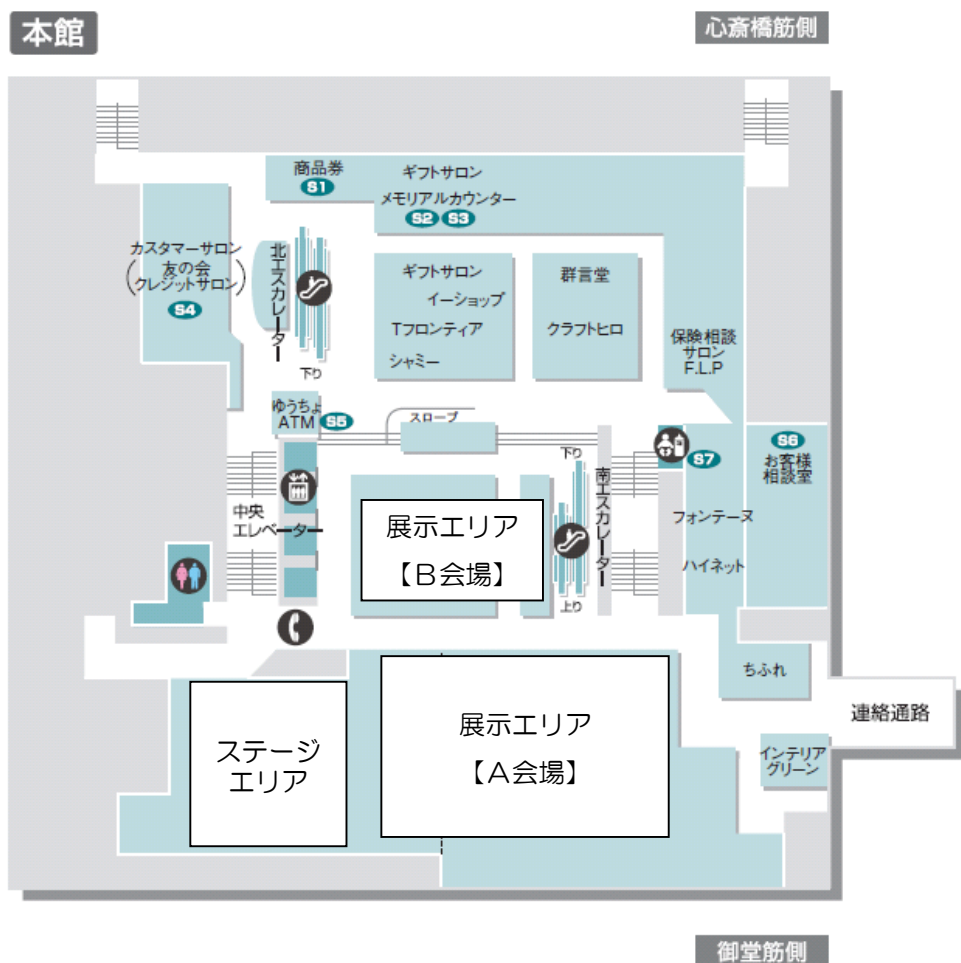 本館
心斎橋筋側
商品券
S1
ギフトサロン
メモリアルカウンター
S2 S3
カスタマーサロン
(友の会
クレジットサロン)
S4
北エスカレーター
下り
ギフトサロン
イーショップ
Tフロンティア
シャミー
群言堂
クラフトヒロ
保険相談
サロン
F.L.P
ゆうちょ
ATM S5
スロープ
下り
南エスカレーター
上り
S7
S6
お客様
相談室
中央
エレベーター
展示エリア
【B会場】
フォンテーヌ
ハイネット
ちふれ
連絡通路
インテリア
グリーン
ステージ
エリア
展示エリア
【A会場】
御堂筋側